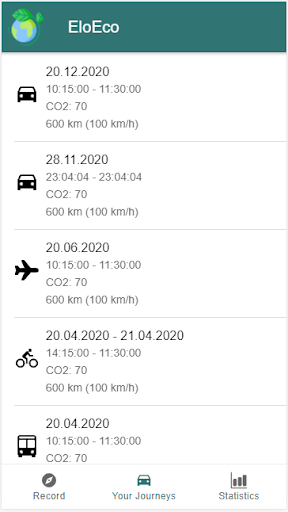 EloEco
20.12.2020
10:15:00 - 11:30:00
CO2: 70
600 km (100 km/h)
28.11.2020
23:04:04 - 23:04:04
CO2: 70
600 km (100 km/h)
20.06.2020
10:15:00 - 11:30:00
CO2: 70
600 km (100 km/h)
20.04.2020 - 21.04.2020
14:15:00 - 11:30:00
CO2: 70
600 km (100 km/h)
20.04.2020
10:15:00 - 11:30:00
CO2: 70
Record Your Journeys Statistics